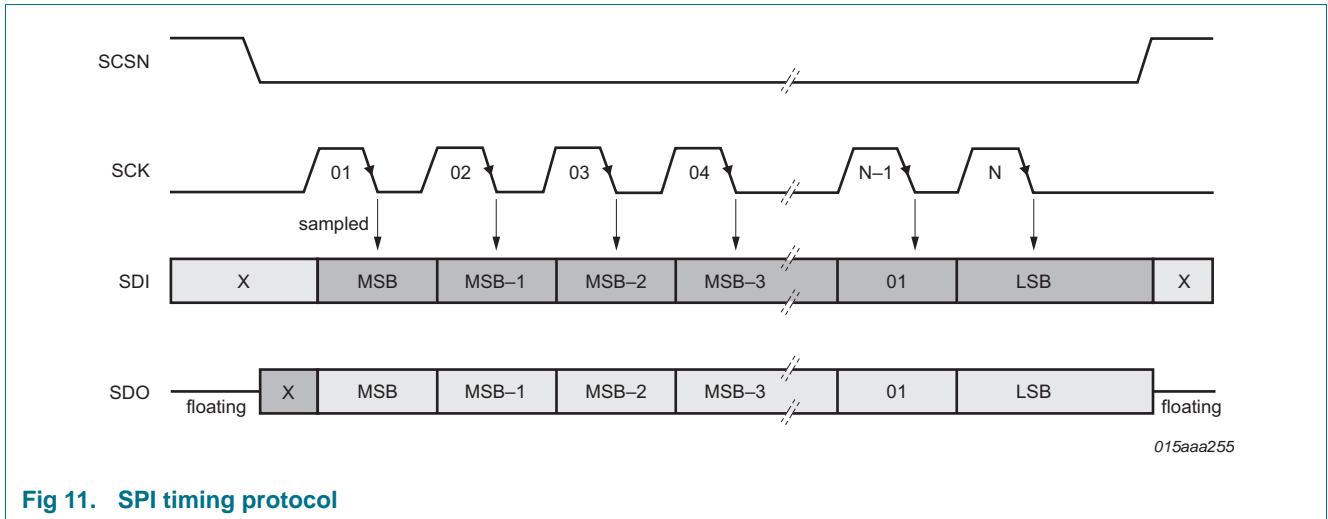 SCSN
SCK 01 02 03 04 N–1 N
sampled
SDI X MSB MSB–1 MSB–2 MSB–3 01 LSB X
SDO X MSB MSB–1 MSB–2 MSB–3 01 LSB
floating floating
015aaa255
Fig 11. SPI timing protocol